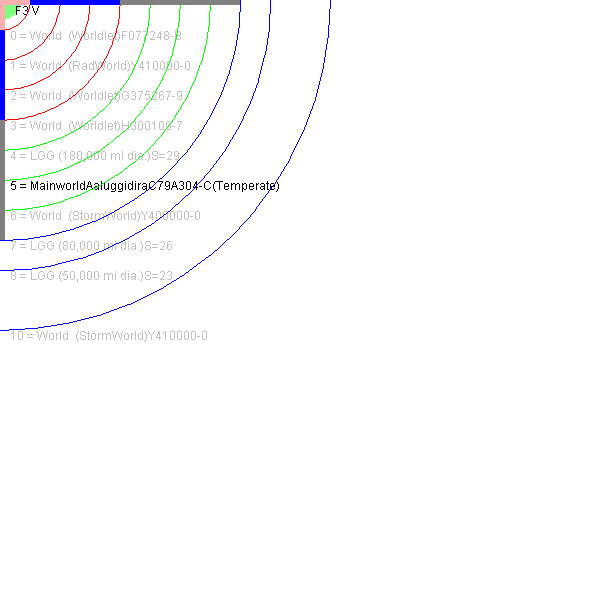 F3 V
0 = World (Worldlet)F077248-B
1 = World (RadWorld)Y410000-0
2 = World (Worldlet)G375267-9
3 = World (Worldlet)H300100-7
4 = LGG (180,000 mi dia.)S=29
5 = MainworldAaluggidiraC79A304-C(Temperate)
6 = World (StormWorld)Y400000-0
7 = LGG (80,000 mi dia.)S=26
8 = LGG (50,000 mi dia.)S=23
10 = World (StormWorld)Y410000-0